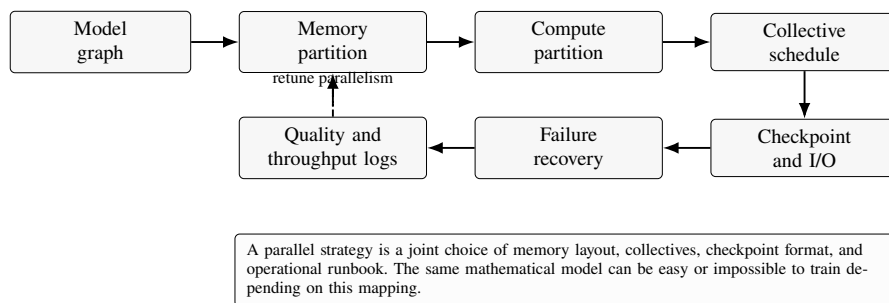 Model
graph
Memory
partition
Compute
partition
Collective
schedule
retune parallelism
Quality and
throughput logs
Failure
recovery
Checkpoint
and I/O
A parallel strategy is a joint choice of memory layout, collectives, checkpoint format, and
operational runbook. The same mathematical model can be easy or impossible to train de-
pending on this mapping.